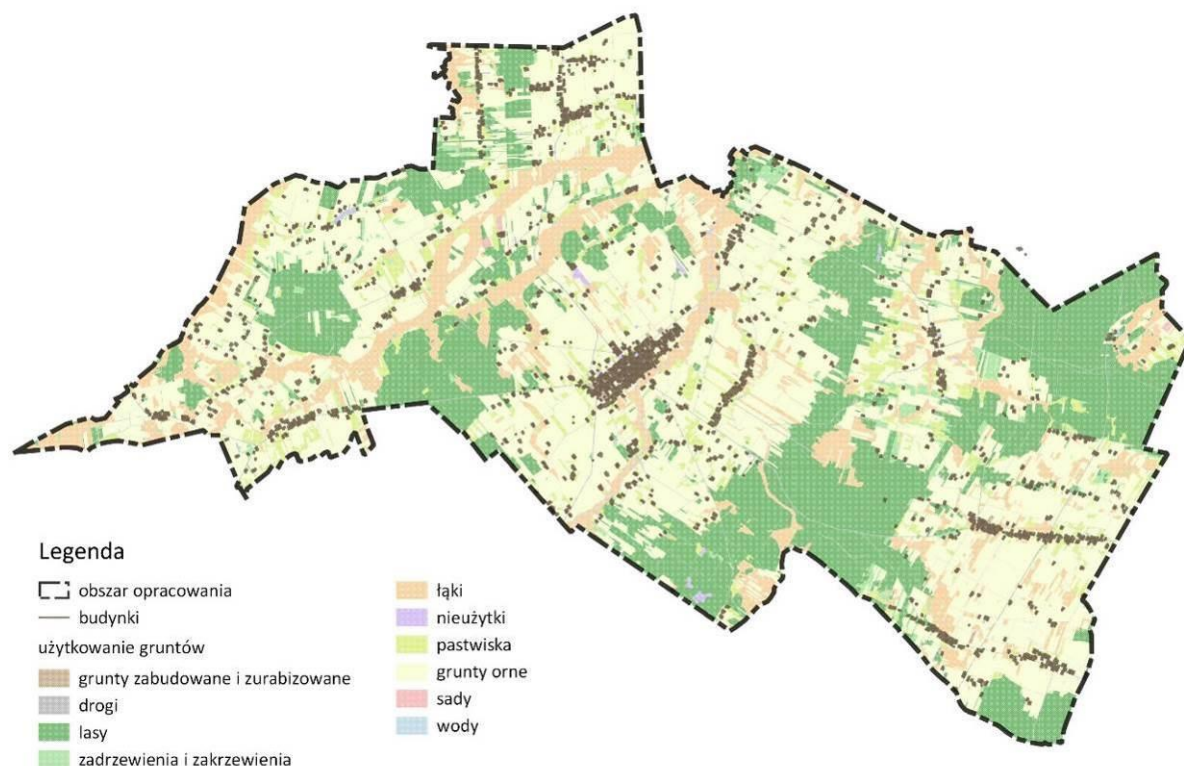 Legenda
obszar opracowania
budynki
użytkowanie gruntów
grunty zabudowane i zurabizowane
drogi
lasy
zadrzewienia i zakrzewienia
łąki
nieużytki
pastwiska
grunty orne
sady
wody